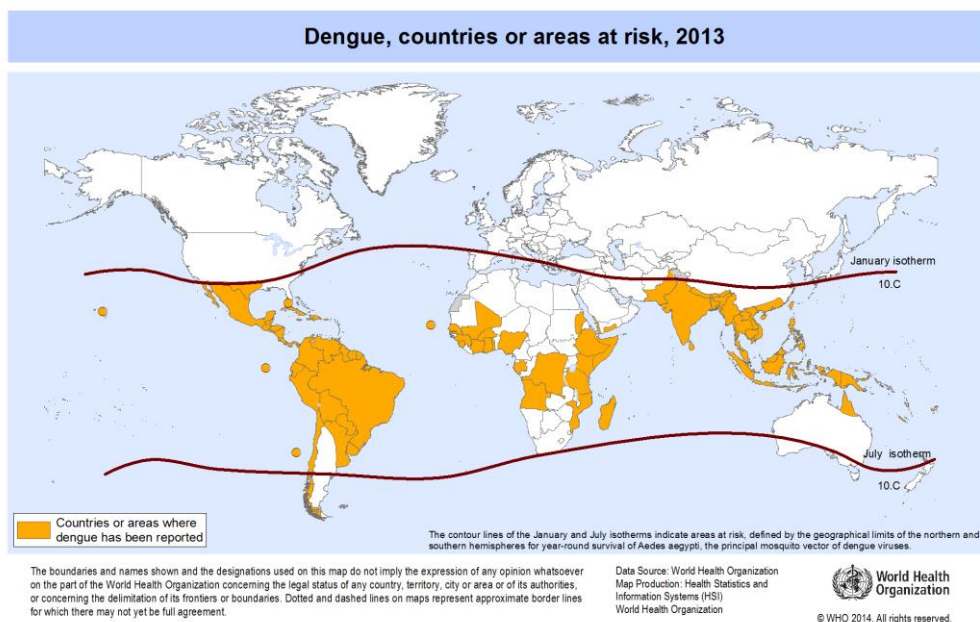 Dengue, countries or areas at risk, 2013
January isotherm
10.C
July isotherm
10.C
Countries or areas where
dengue has been reported
The contour lines of the January and July isotherms indicate areas at risk, defined by the geographical limits of the northern and
southern hemispheres for year-round survival of Aedes aegypti, the principal mosquito vector of dengue viruses.
The boundaries and names shown and the designations used on this map do not imply the expression of any opinion whatsoever
on the part of the World Health Organization concerning the legal status of any country, territory, city or area or of its authorities,
or concerning the delimitation of its frontiers or boundaries. Dotted and dashed lines on maps represent approximate border lines
for which there may not yet be full agreement.
Data Source: World Health Organization
Map Production: Health Statistics and
Information Systems (HSI)
World Health Organization
World Health
Organization
© WHO 2014. All rights reserved.